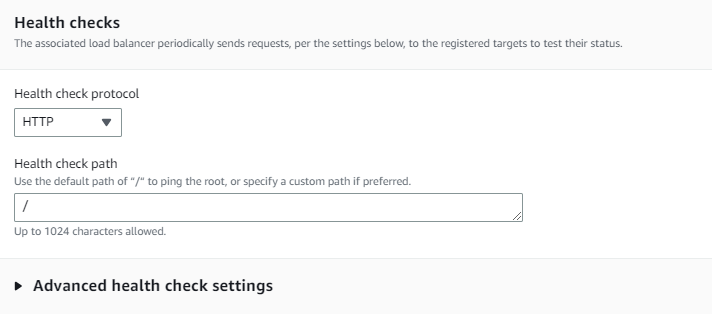 Health checks
The associated load balancer periodically sends requests, per the settings below, to the registered targets to test their status.
Health check protocol
HTTP
Health check path
Use the default path of "/" to ping the root, or specify a custom path if preferred.
/
Up to 1024 characters allowed.
Advanced health check settings